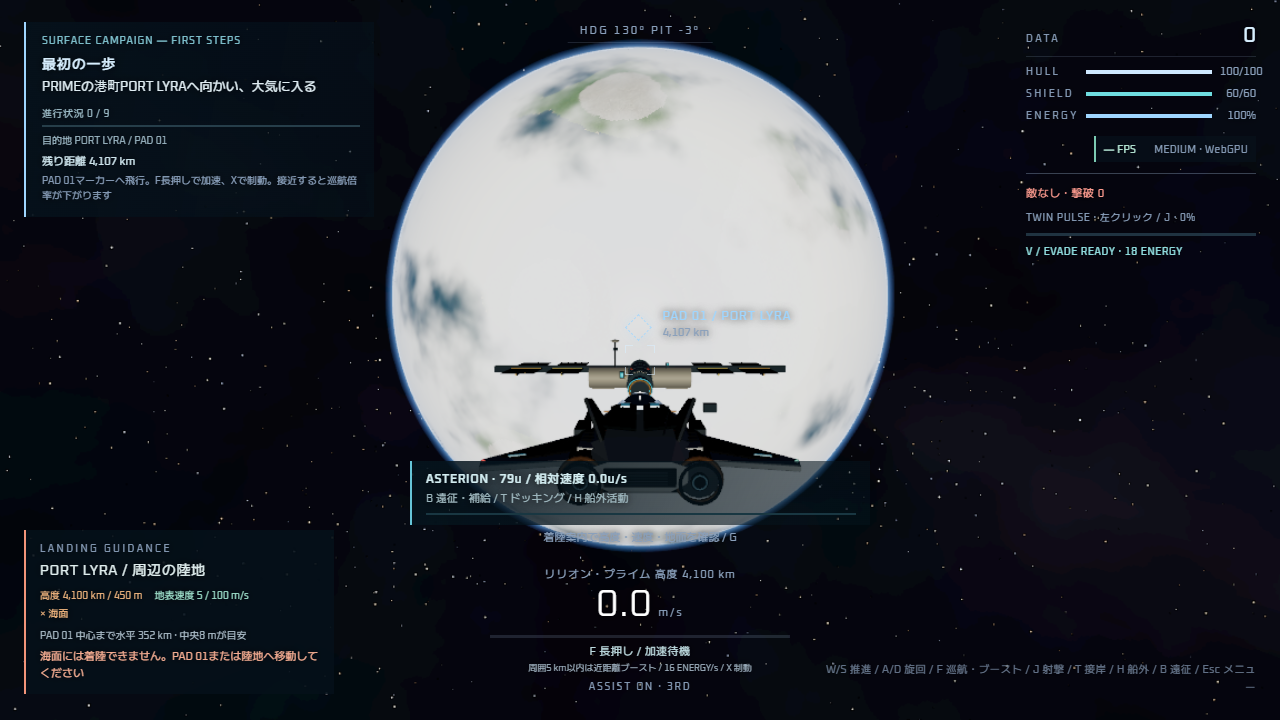 SURFACE CAMPAIGN — FIRST STEPS
最初の一歩
PRIMEの港町PORT LYRAへ向かい、大気に入る
進行状況 0 / 9
目的地 PORT LYRA / PAD 01
残り距離 4,107 km
PAD 01マーカーへ飛行。F長押しで加速、Xで制動。接近すると巡航倍
率が下がります
HDG 130° PIT -3°
DATA 0
HULL 100/100
SHIELD 60/60
ENERGY 100%
— FPS MEDIUM · WebGPU
敵なし · 撃破 0
TWIN PULSE · 左クリック / J · 0%
V / EVADE READY · 18 ENERGY
PAD 01 / PORT LYRA
4,107 km
ASTERION · 79u / 相対速度 0.0u/s
B 遠征・補給 / T ドッキング / H 船外活動
/ G
リリオン・プライム 高度 4,100 km
0.0 m/s
F 長押し / 加速待機
周囲5 km以内は近距離ブースト / 16 ENERGY/s / X 制動
ASSIST ON · 3RD
LANDING GUIDANCE
PORT LYRA / 周辺の陸地
高度 4,100 km / 450 m 地表速度 5 / 100 m/s
× 海面
PAD 01 中心まで水平 352 km · 中央8 mが目安
海面には着陸できません。PAD 01または陸地へ移動して
ください
W/S 推進 / A/D 旋回 / F 巡航・ブースト / J 射撃 / T 接岸 / H 船外 / B 遠征 / Esc メニュ
ー